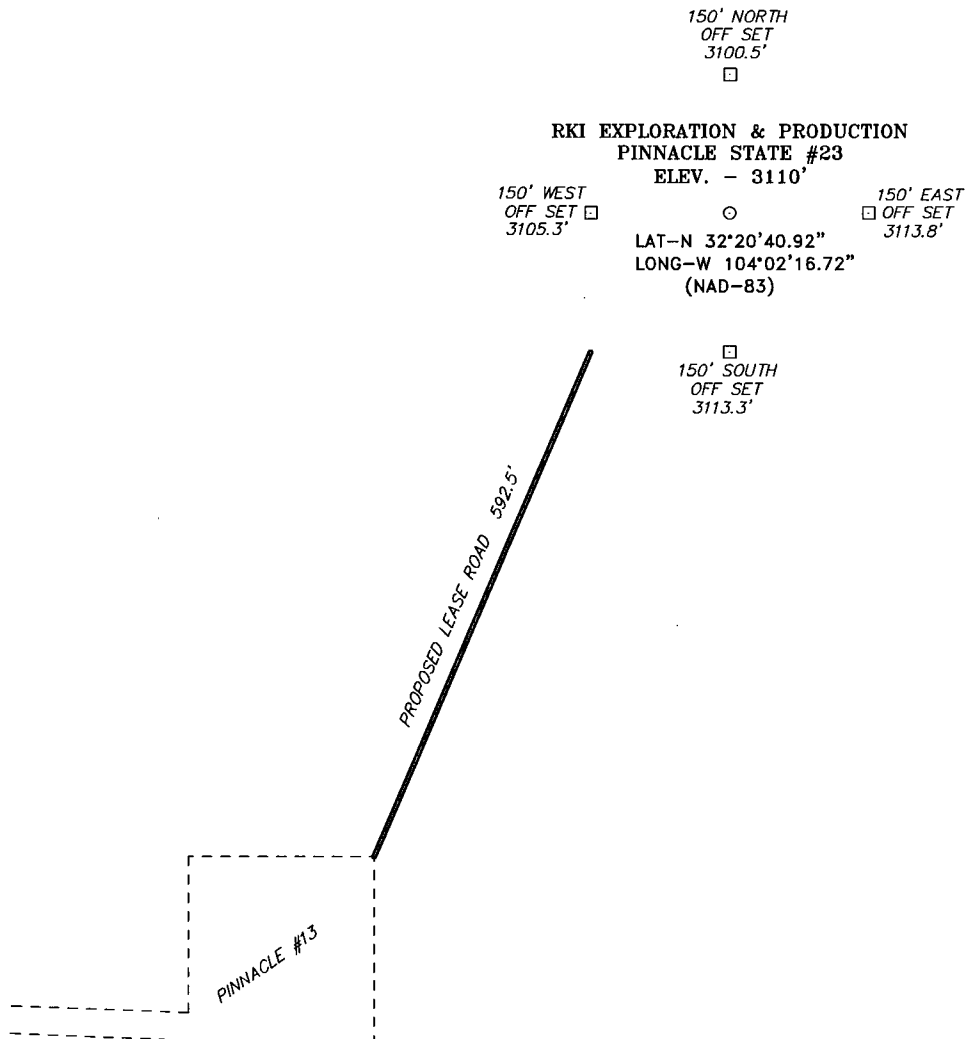 150' NORTH
OFF SET
3100.5'
RKI EXPLORATION & PRODUCTION
PINNACLE STATE #23
ELEV. - 3110'
150' WEST
OFF SET
3105.3'
150' EAST
OFF SET
3113.8'
LAT-N 32°20'40.92"
LONG-W 104°02'16.72"
(NAD-83)
150' SOUTH
OFF SET
3113.3'
PROPOSED LEASE ROAD 592.5'
PINNACLE #13